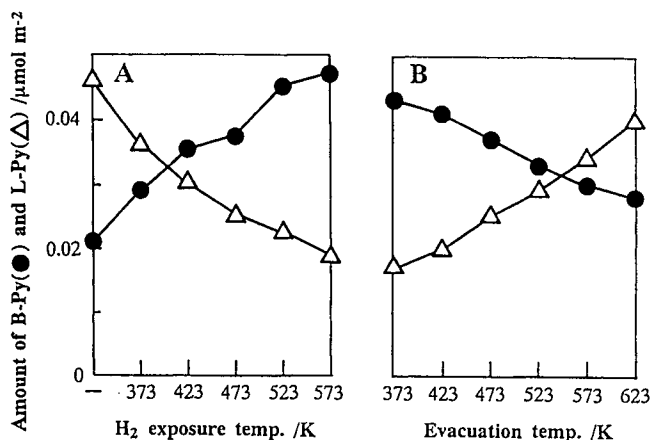 Amount of B-Py(●) and L-Py(△) /μmol m⁻²
A
B
0.04
0.02
0
— 373 423 473 523 573
373 423 473 523 573 623
H₂ exposure temp. /K
Evacuation temp. /K